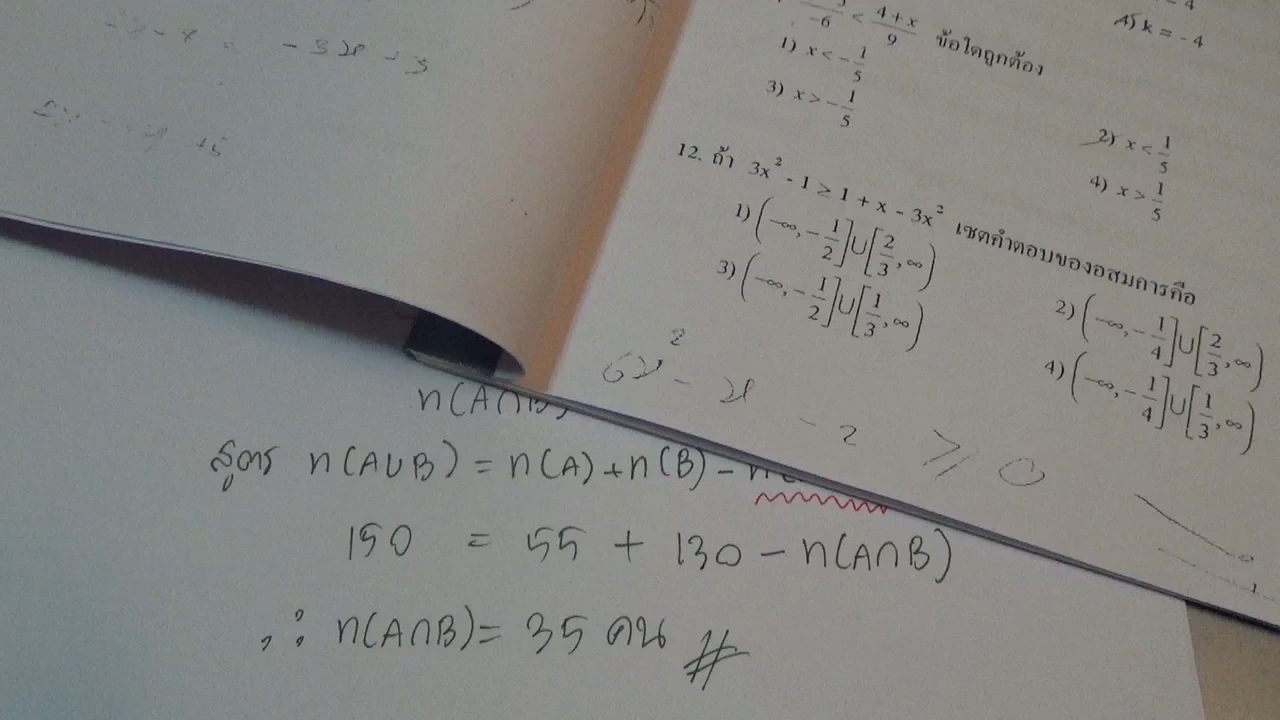 4) k = -4
-6 < 4+x/9 ข้อใดถูกต้อง
1) x < -1/5
2) x < 1/5
3) x > -1/5
4) x > 1/5
12. ถ้า 3x² - 1 ≥ 1 + x - 3x² เซตคำตอบของอสมการคือ
1) (-∞, -1/2]∪[2/3, ∞)
2) (-∞, -1/4]∪[2/3, ∞)
3) (-∞, -1/2]∪[1/3, ∞)
4) (-∞, -1/4]∪[1/3, ∞)
6x² - x - 2 ≥ 0
n(A∩B)
สูตร n(A∪B) = n(A) + n(B) -
150 = 55 + 130 - n(A∩B)
∴ n(A∩B) = 35 คน #